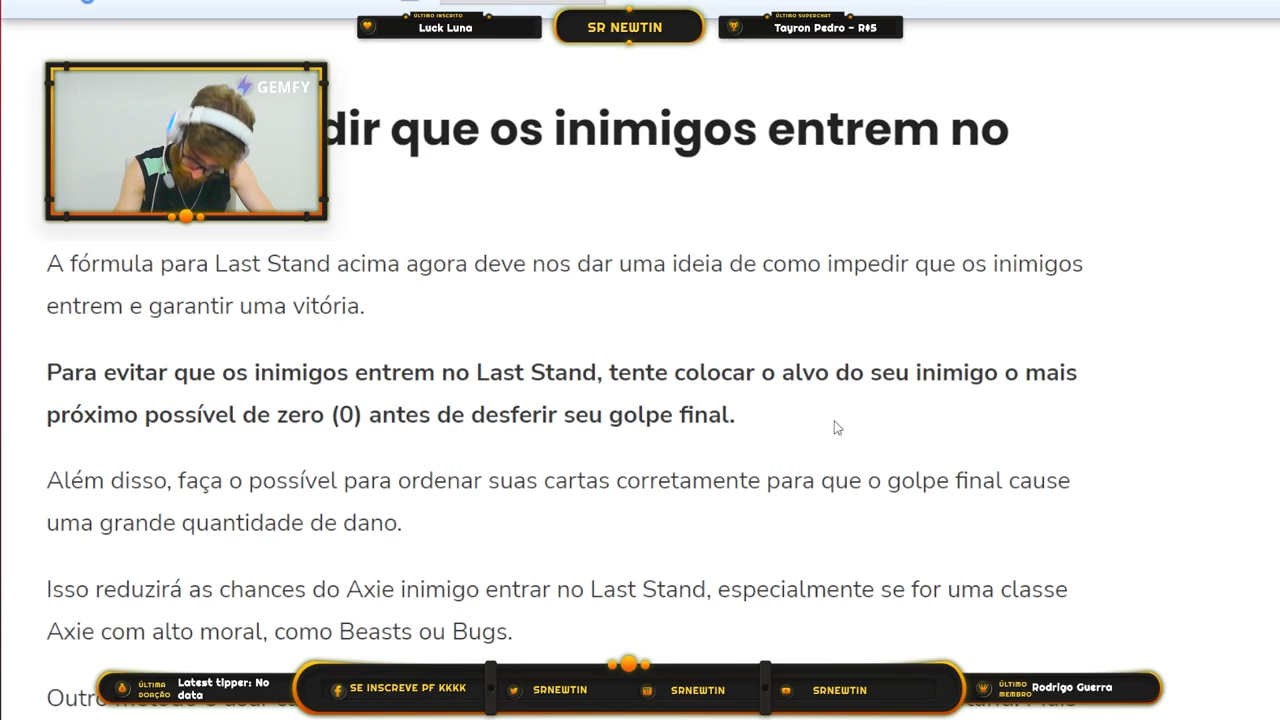 ÚLTIMO INSCRITO
Luck Luna
SR NEWTIN
ÚLTIMO SUPERCHAT
Tayron Pedro - R$5
GEMFY
dir que os inimigos entrem no
A fórmula para Last Stand acima agora deve nos dar uma ideia de como impedir que os inimigos
entrem e garantir uma vitória.
Para evitar que os inimigos entrem no Last Stand, tente colocar o alvo do seu inimigo o mais
próximo possível de zero (0) antes de desferir seu golpe final.
Além disso, faça o possível para ordenar suas cartas corretamente para que o golpe final cause
uma grande quantidade de dano.
Isso reduzirá as chances do Axie inimigo entrar no Last Stand, especialmente se for uma classe
Axie com alto moral, como Beasts ou Bugs.
Outro
ÚLTIMA
DOAÇÃO
Latest tipper: No
data
SE INSCREVE PF KKKK
SRNEWTIN
SRNEWTIN
SRNEWTIN
ÚLTIMO
MEMBRO
Rodrigo Guerra